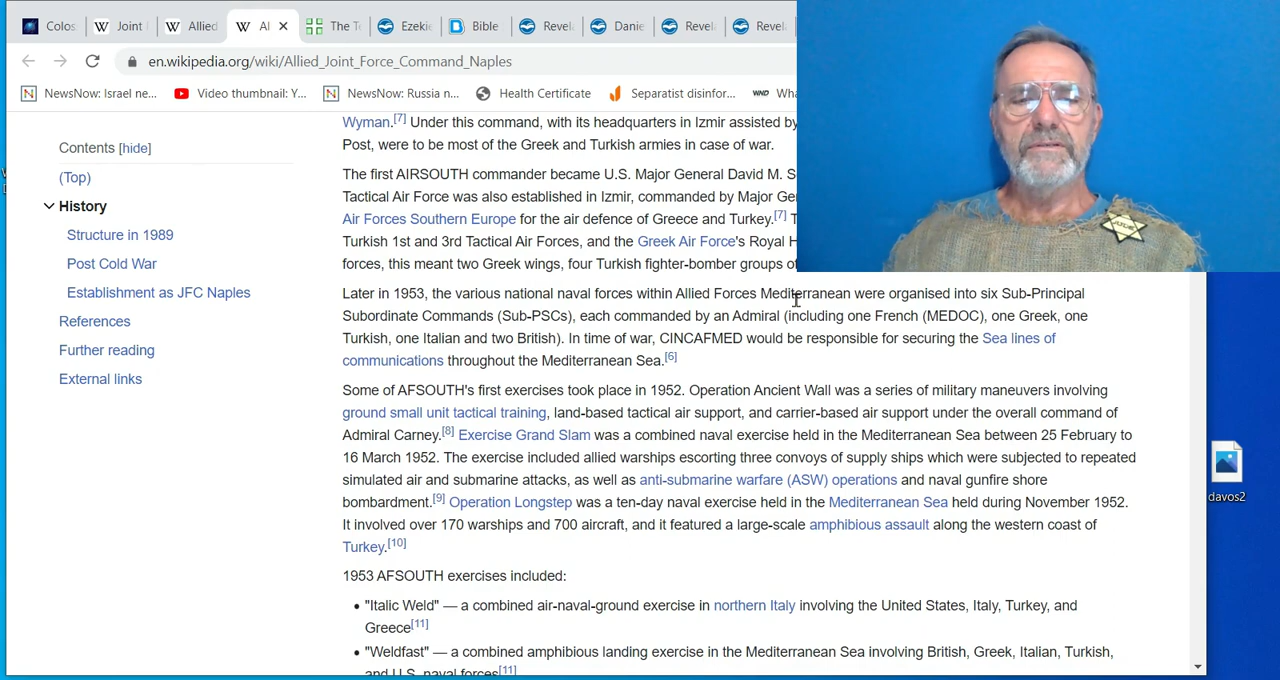 Colos
Joint
Allied
Al
The To
Ezekie
Bible
Revela
Danie
Revela
Revela
en.wikipedia.org/wiki/Allied_Joint_Force_Command_Naples
NewsNow: Israel ne...
Video thumbnail: Y...
NewsNow: Russia n...
Health Certificate
Separatist disinfor...
WND
Wha
Contents [hide]
(Top)
History
Structure in 1989
Post Cold War
Establishment as JFC Naples
References
Further reading
External links
Wyman.[7] Under this command, with its headquarters in Izmir assisted by
Post, were to be most of the Greek and Turkish armies in case of war.
The first AIRSOUTH commander became U.S. Major General David M. S
Tactical Air Force was also established in Izmir, commanded by Major Ge
Air Forces Southern Europe for the air defence of Greece and Turkey.[7] T
Turkish 1st and 3rd Tactical Air Forces, and the Greek Air Force's Royal H
forces, this meant two Greek wings, four Turkish fighter-bomber groups of
Later in 1953, the various national naval forces within Allied Forces Mediterranean were organised into six Sub-Principal
Subordinate Commands (Sub-PSCs), each commanded by an Admiral (including one French (MEDOC), one Greek, one
Turkish, one Italian and two British). In time of war, CINCAFMED would be responsible for securing the Sea lines of
communications throughout the Mediterranean Sea.[6]
Some of AFSOUTH's first exercises took place in 1952. Operation Ancient Wall was a series of military maneuvers involving
ground small unit tactical training, land-based tactical air support, and carrier-based air support under the overall command of
Admiral Carney.[8] Exercise Grand Slam was a combined naval exercise held in the Mediterranean Sea between 25 February to
16 March 1952. The exercise included allied warships escorting three convoys of supply ships which were subjected to repeated
simulated air and submarine attacks, as well as anti-submarine warfare (ASW) operations and naval gunfire shore
bombardment.[9] Operation Longstep was a ten-day naval exercise held in the Mediterranean Sea held during November 1952.
It involved over 170 warships and 700 aircraft, and it featured a large-scale amphibious assault along the western coast of
Turkey.[10]
1953 AFSOUTH exercises included:
• "Italic Weld" — a combined air-naval-ground exercise in northern Italy involving the United States, Italy, Turkey, and
Greece[11]
• "Weldfast" — a combined amphibious landing exercise in the Mediterranean Sea involving British, Greek, Italian, Turkish,
and U.S. naval forces[11]
davos2